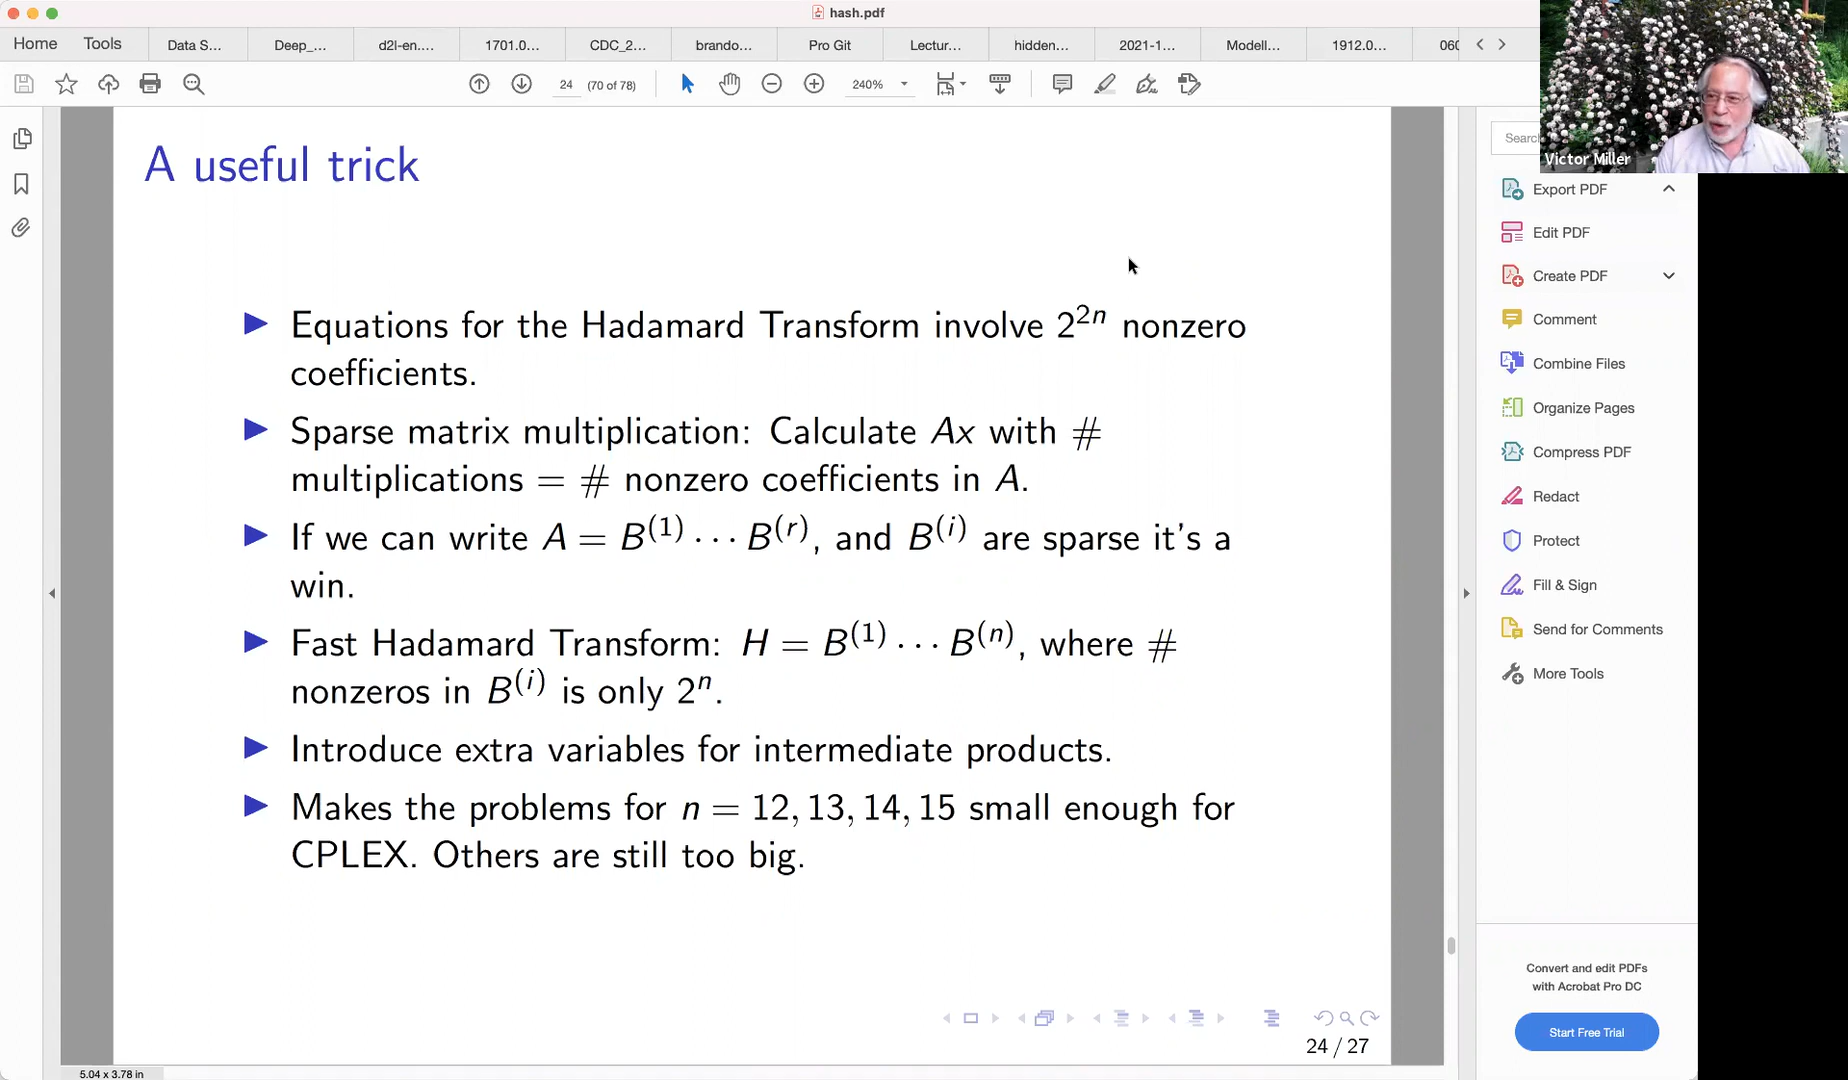 hash.pdf
Home Tools Data S... Deep_... d2l-en.... 1701.0... CDC_2... brando... Pro Git Lectur... hidden... 2021-1... Modell... 1912.0... 060
24 (70 of 78) 240%
Victor Miller
A useful trick
Equations for the Hadamard Transform involve 2^{2n} nonzero
coefficients.
Sparse matrix multiplication: Calculate Ax with #
multiplications = # nonzero coefficients in A.
If we can write A = B^{(1)} ··· B^{(r)}, and B^{(i)} are sparse it's a
win.
Fast Hadamard Transform: H = B^{(1)} ··· B^{(n)}, where #
nonzeros in B^{(i)} is only 2^n.
Introduce extra variables for intermediate products.
Makes the problems for n = 12, 13, 14, 15 small enough for
CPLEX. Others are still too big.
24 / 27
5.04 x 3.78 in
Searc
Export PDF
Edit PDF
Create PDF
Comment
Combine Files
Organize Pages
Compress PDF
Redact
Protect
Fill & Sign
Send for Comments
More Tools
Convert and edit PDFs
with Acrobat Pro DC
Start Free Trial